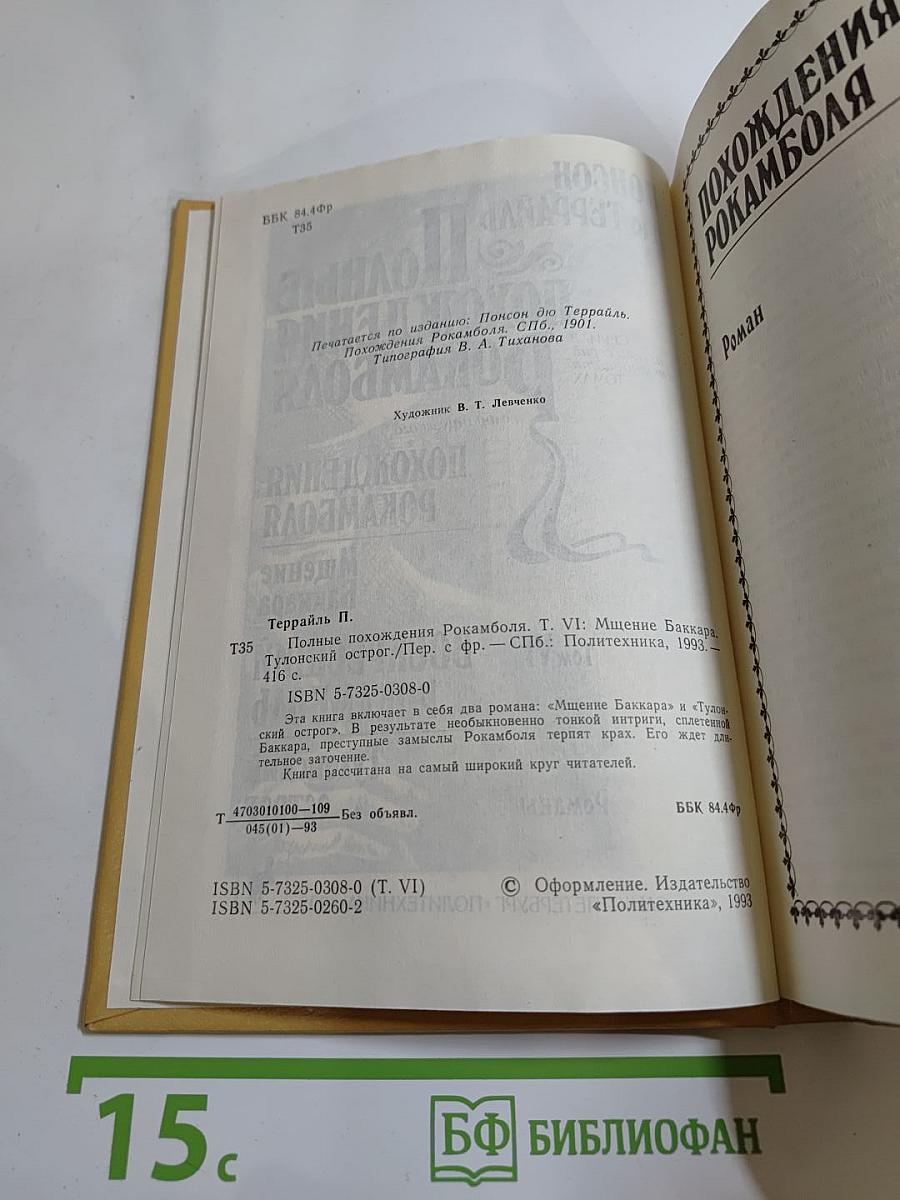 ББК 84.4Фр
Т35
Печатается по изданию: Понсон дю Террайль.
Похождения Рокамболя. СПб., 1901.
Типография В. А. Тиханова
Художник В. Т. Левченко
Террайль П.
Т35 Полные похождения Рокамболя. Т. VI: Мщение Баккара.
Тулонский острог./Пер. с фр. — СПб.: Политехника, 1993.—
416 с.
ISBN 5-7325-0308-0
Эта книга включает в себя два романа: «Мщение Баккара» и «Тулон-
ский острог». В результате необыкновенно тонкой интриги, сплетенной
Баккара, преступные замыслы Рокамболя терпят крах. Его ждет дли-
тельное заточение.
Книга рассчитана на самый широкий круг читателей.
Т 4703010100—109 Без объявл.
045(01)—93
ББК 84.4Фр
ISBN 5-7325-0308-0 (Т. VI)
ISBN 5-7325-0260-2
© Оформление. Издательство
«Политехника», 1993
ПОХОЖДЕНИЯ
РОКАМБОЛЯ
Роман
15 с
БФ БИБЛИОФАН